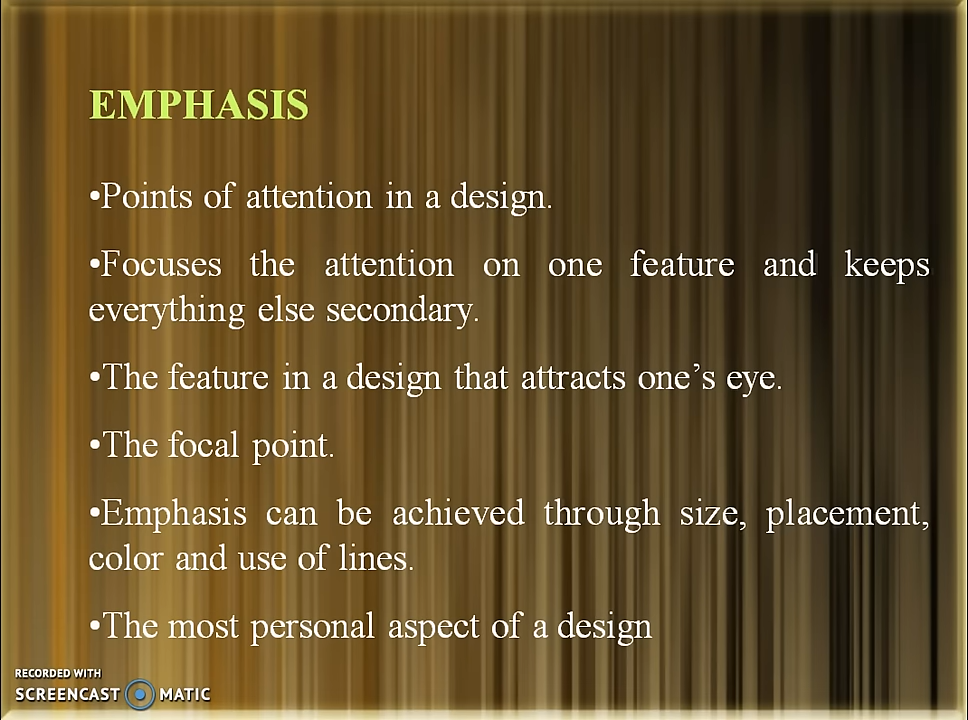 EMPHASIS
•Points of attention in a design.
•Focuses the attention on one feature and keeps
everything else secondary.
•The feature in a design that attracts one’s eye.
•The focal point.
•Emphasis can be achieved through size, placement,
color and use of lines.
•The most personal aspect of a design
RECORDED WITH
SCREENCAST MATIC